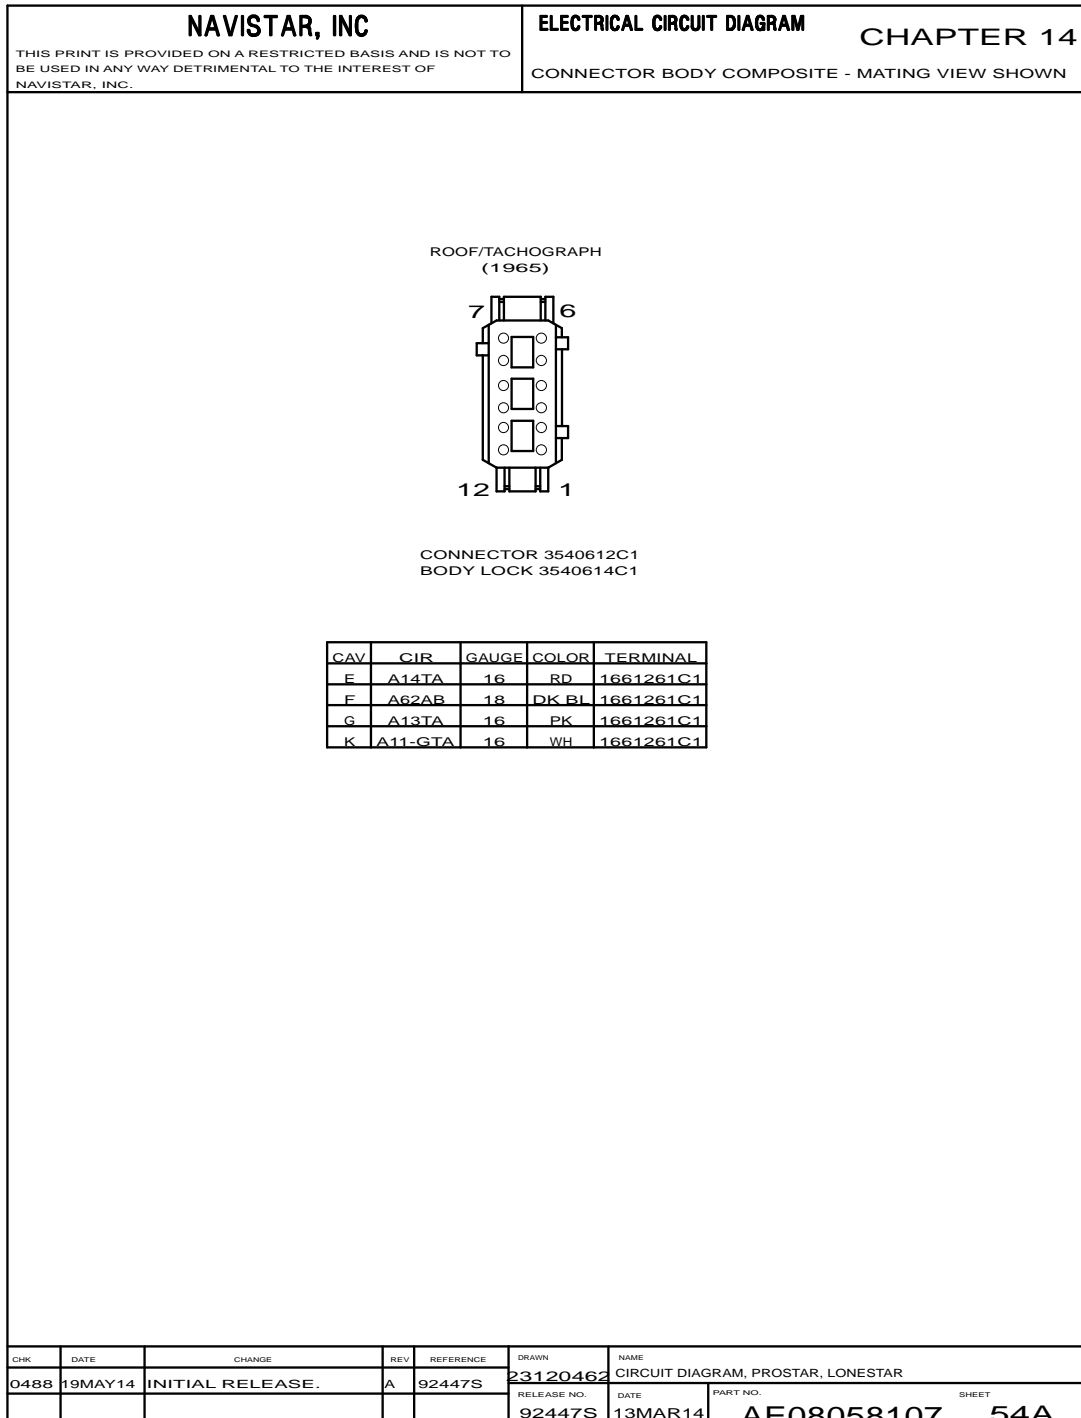 NAVISTAR, INC
THIS PRINT IS PROVIDED ON A RESTRICTED BASIS AND IS NOT TO
BE USED IN ANY WAY DETRIMENTAL TO THE INTEREST OF
NAVISTAR, INC.
ELECTRICAL CIRCUIT DIAGRAM
CHAPTER 14
CONNECTOR BODY COMPOSITE - MATING VIEW SHOWN
ROOF/TACHOGRAPH
(1965)
7 6
12 1
CONNECTOR 3540612C1
BODY LOCK 3540614C1
CAV CIR GAUGE COLOR TERMINAL
E A14TA 16 RD 1661261C1
F A62AB 18 DK BL 1661261C1
G A13TA 16 PK 1661261C1
K A11-GTA 16 WH 1661261C1
CHK DATE CHANGE REV REFERENCE
0488 19MAY14 INITIAL RELEASE. A 92447S
DRAWN
23120462
NAME
CIRCUIT DIAGRAM, PROSTAR, LONESTAR
RELEASE NO.
92447S
DATE
13MAR14
PART NO.
AE08058107
SHEET
54A